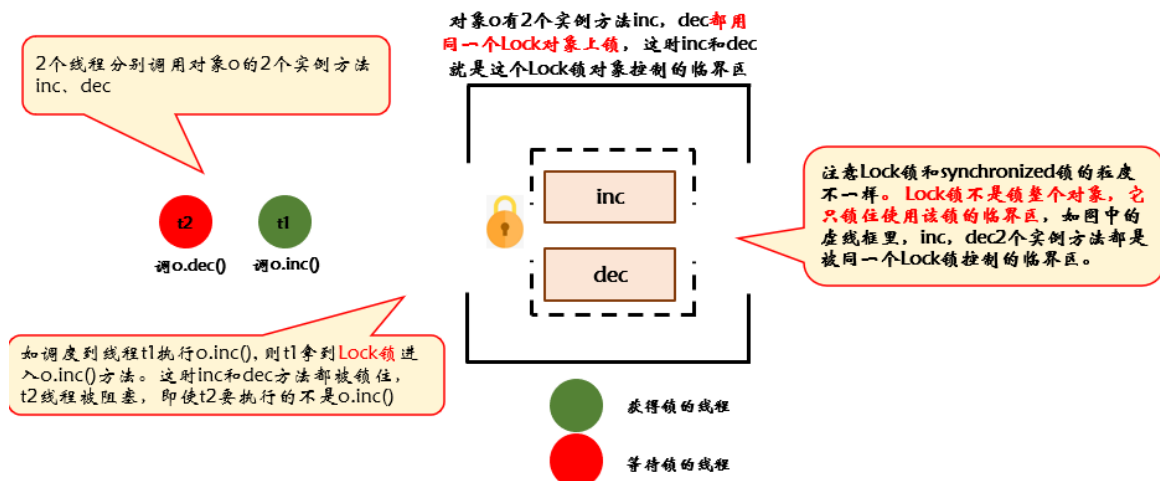 对象o有2个实例方法inc，dec都用
同一个Lock对象上锁，这时inc和dec
就是这个Lock锁对象控制的临界区
2个线程分别调用对象o的2个实例方法
inc、dec
t2
t1
调o.dec()
调o.inc()
inc
dec
注意Lock锁和synchronized锁的粒度
不一样。Lock锁不是锁整个对象，它
只锁住使用该锁的临界区，如图中的
虚线框里，inc，dec2个实例方法都是
被同一个Lock锁控制的临界区。
如调度到线程t1执行o.inc(), 则t1拿到Lock锁进
入o.inc()方法。这时inc和dec方法都被锁住，
t2线程被阻塞，即使t2要执行的不是o.inc()
获得锁的线程
等待锁的线程